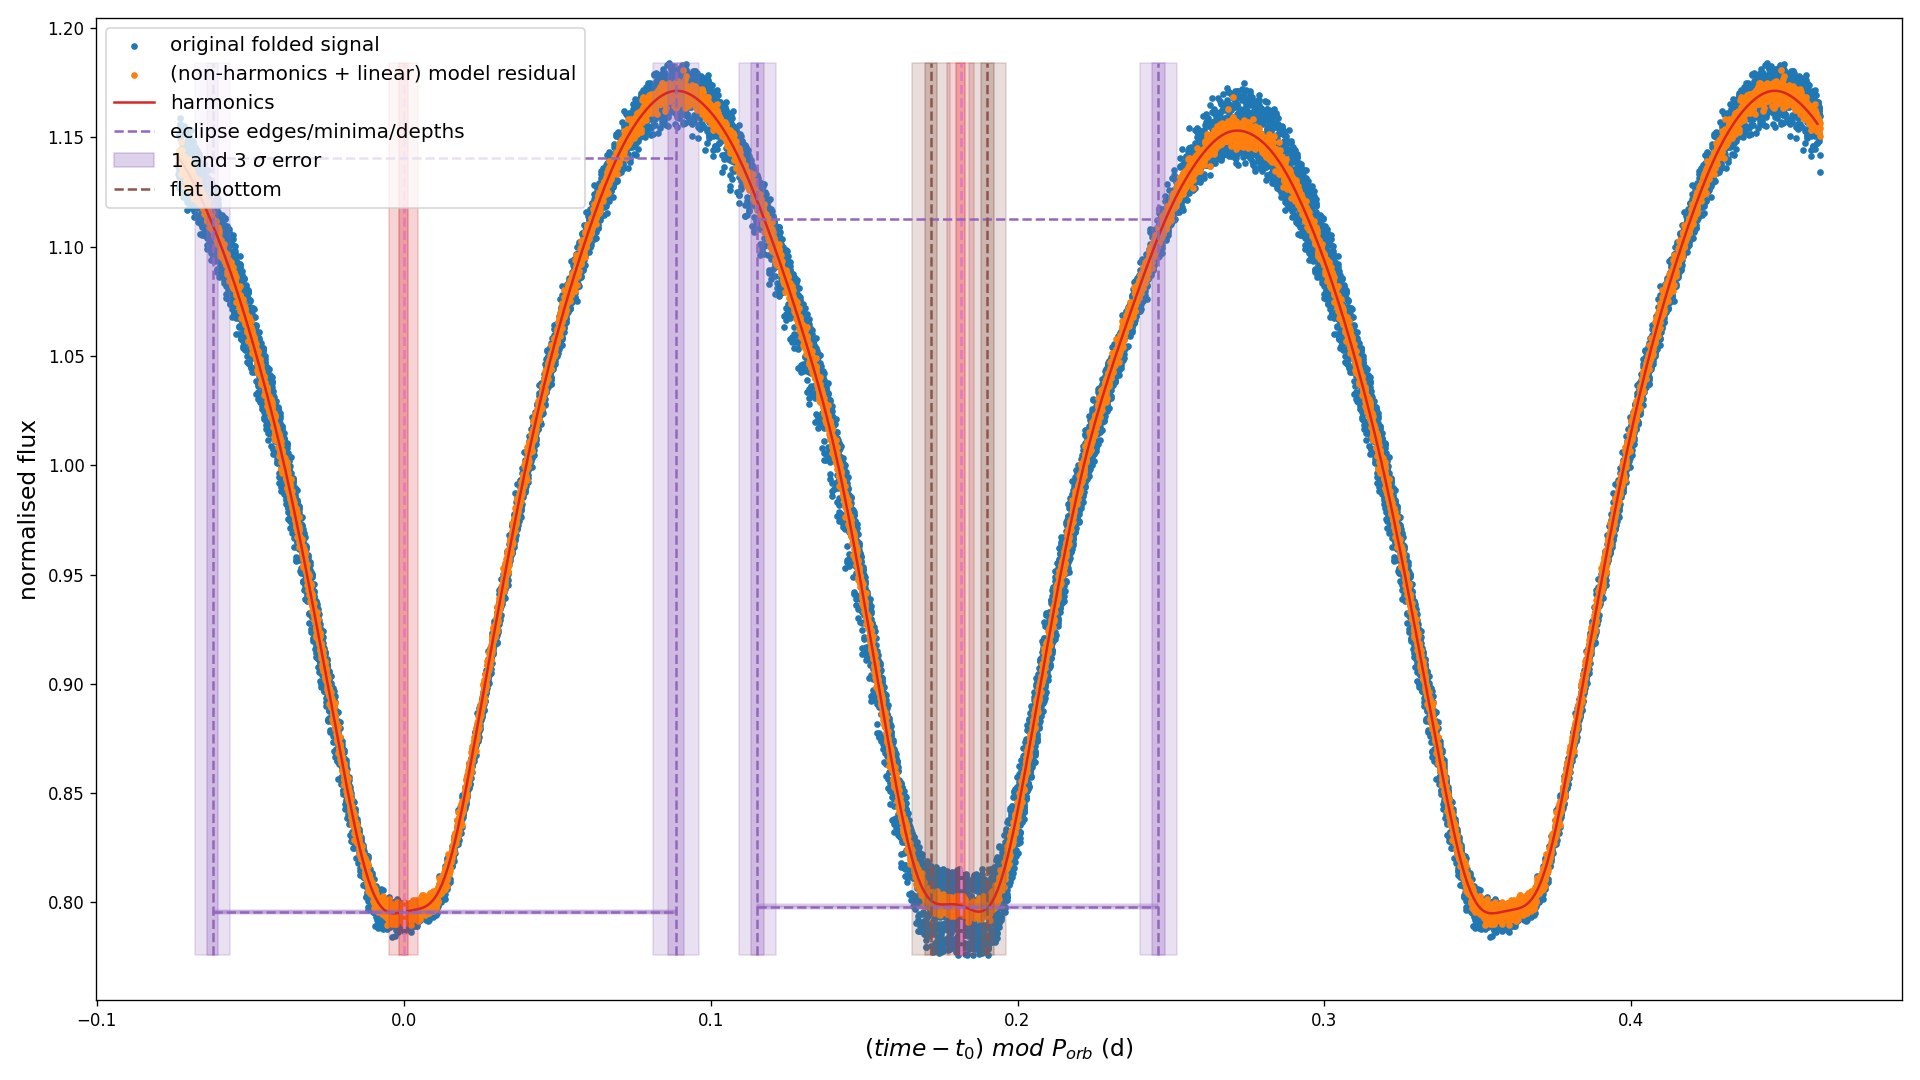 original folded signal
(non-harmonics + linear) model residual
harmonics
eclipse edges/minima/depths
1 and 3 σ error
flat bottom
normalised flux
1.20
1.15
1.10
1.05
1.00
0.95
0.90
0.85
0.80
−0.1 0.0 0.1 0.2 0.3 0.4
(time − t₀) mod Pₒᵣb (d)